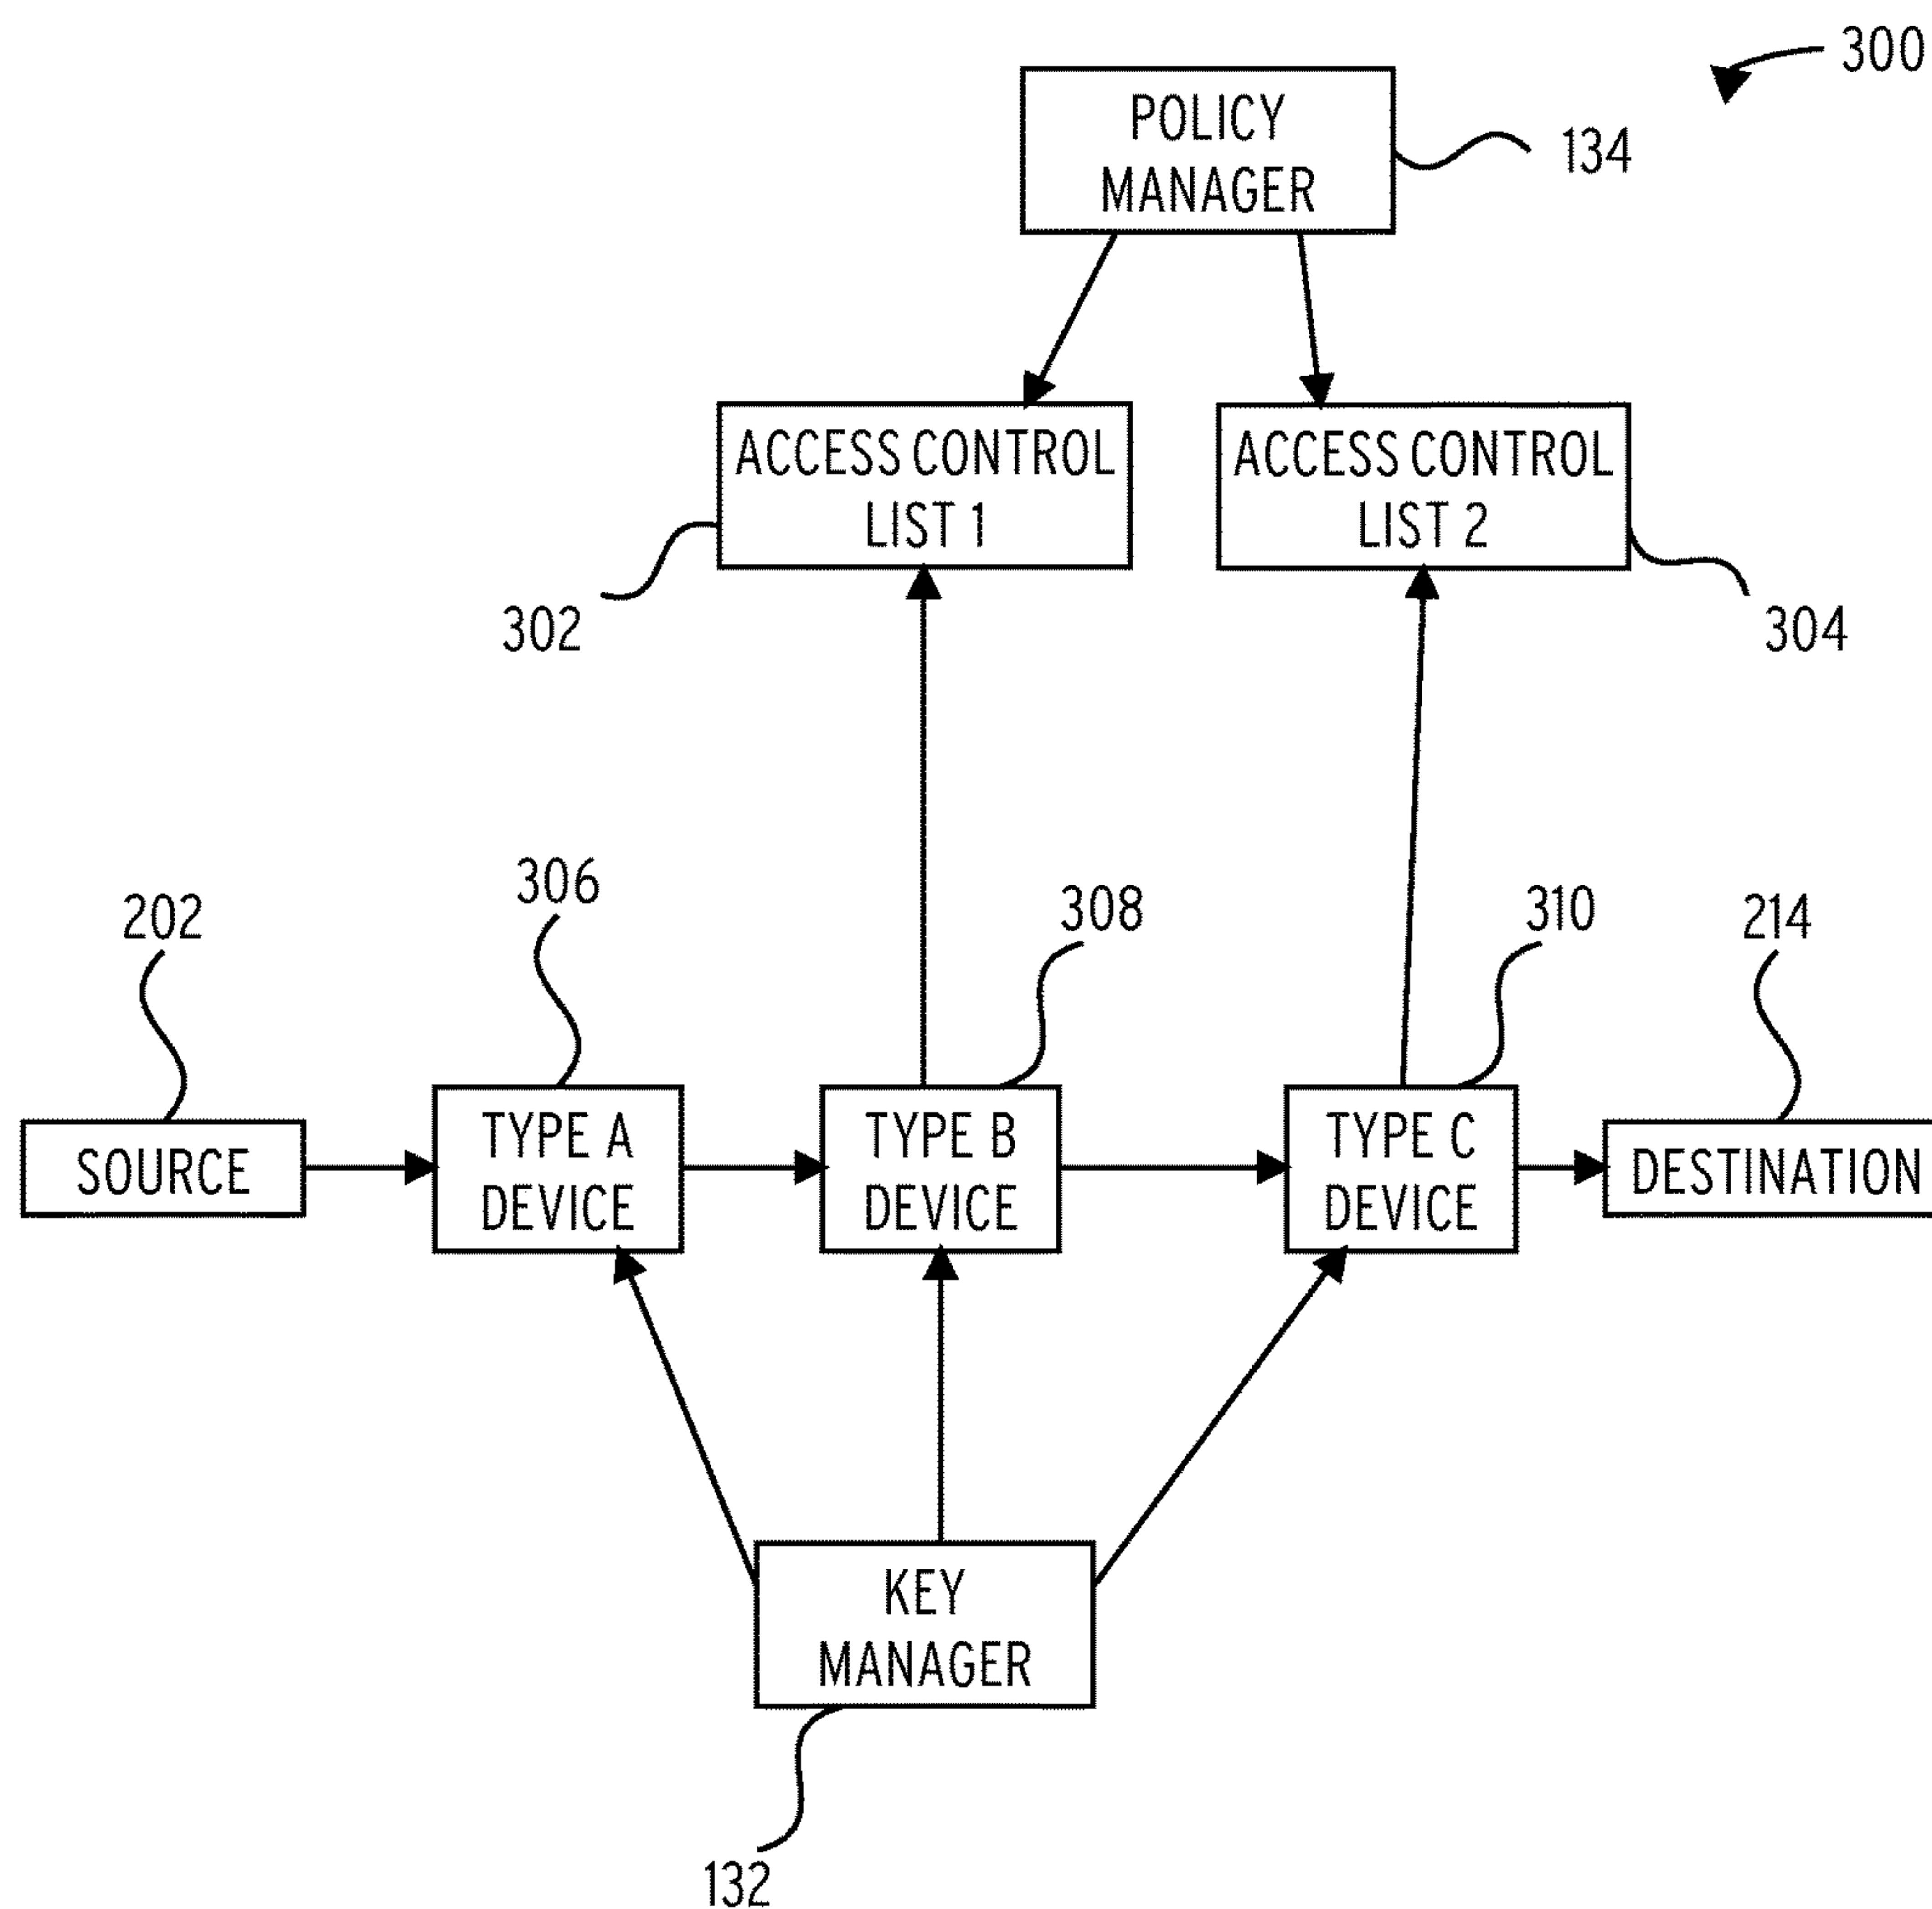 300
POLICY
MANAGER
134
ACCESS CONTROL
LIST 1
ACCESS CONTROL
LIST 2
302
304
306
308
310
202
214
TYPE A
DEVICE
TYPE B
DEVICE
TYPE C
DEVICE
SOURCE
DESTINATION
KEY
MANAGER
132